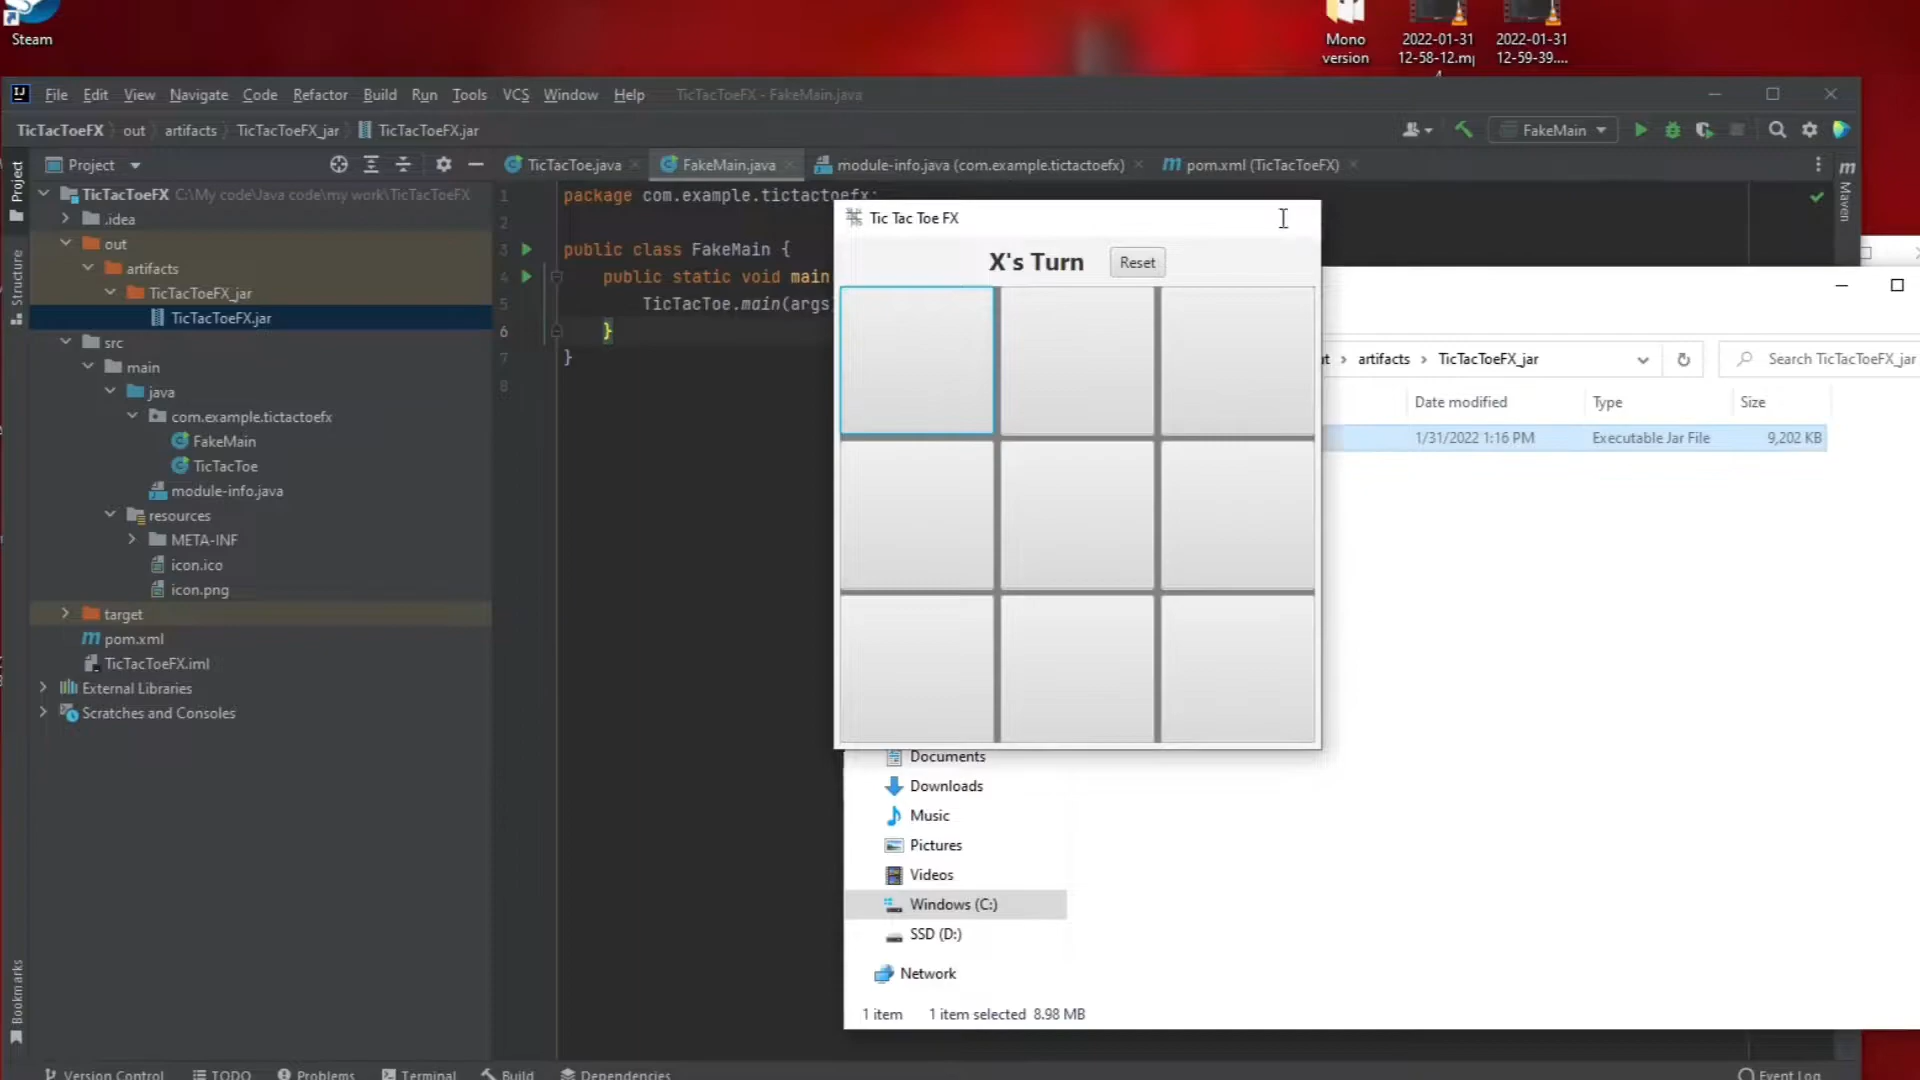 Steam
Mono
version
2022-01-31
12-58-12.mp
4
2022-01-31
12-59-39....
File Edit View Navigate Code Refactor Build Run Tools VCS Window Help TicTacToeFX - FakeMain.java
TicTacToeFX out artifacts TicTacToeFX_jar TicTacToeFX.jar
FakeMain
Project
TicTacToe.java FakeMain.java module-info.java (com.example.tictactoefx) pom.xml (TicTacToeFX)
Project
Structure
Bookmarks
Maven
TicTacToeFX C:\My code\Java code\my work\TicTacToeFX
.idea
out
artifacts
TicTacToeFX_jar
TicTacToeFX.jar
src
main
java
com.example.tictactoefx
FakeMain
TicTacToe
module-info.java
resources
META-INF
icon.ico
icon.png
target
pom.xml
TicTacToeFX.iml
External Libraries
Scratches and Consoles
1 package com.example.tictactoefx;
2
3 public class FakeMain {
4 public static void main
5 TicTacToe.main(args)
6 }
7 }
8
Tic Tac Toe FX
X's Turn Reset
artifacts TicTacToeFX_jar Search TicTacToeFX_jar
Date modified Type Size
1/31/2022 1:16 PM Executable Jar File 9,202 KB
Documents
Downloads
Music
Pictures
Videos
Windows (C:)
SSD (D:)
Network
1 item 1 item selected 8.98 MB
Version Control TODO Problems Terminal Build Dependencies Event Log